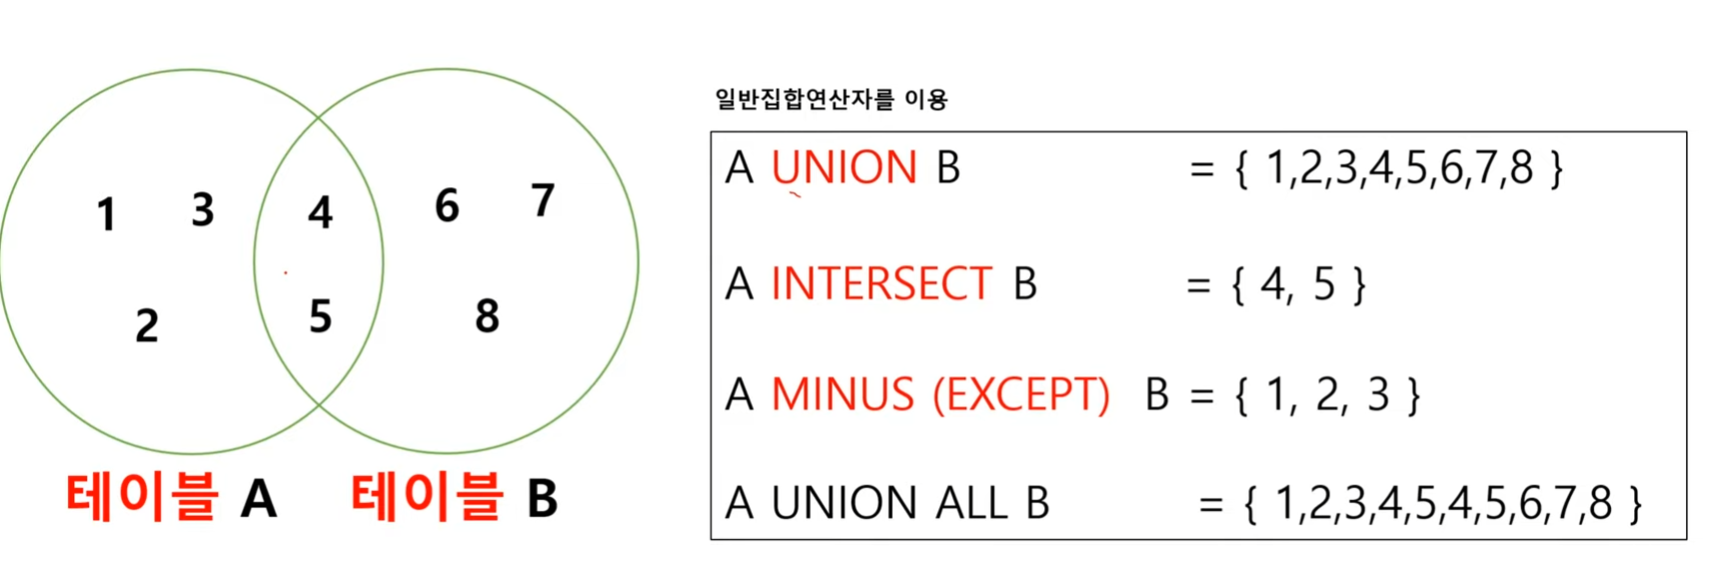 1 3 4 6 7
2 5 8
테이블 A 테이블 B
일반집합연산자를 이용
A UNION B = { 1,2,3,4,5,6,7,8 }
A INTERSECT B = { 4, 5 }
A MINUS (EXCEPT) B = { 1, 2, 3 }
A UNION ALL B = { 1,2,3,4,5,4,5,6,7,8 }